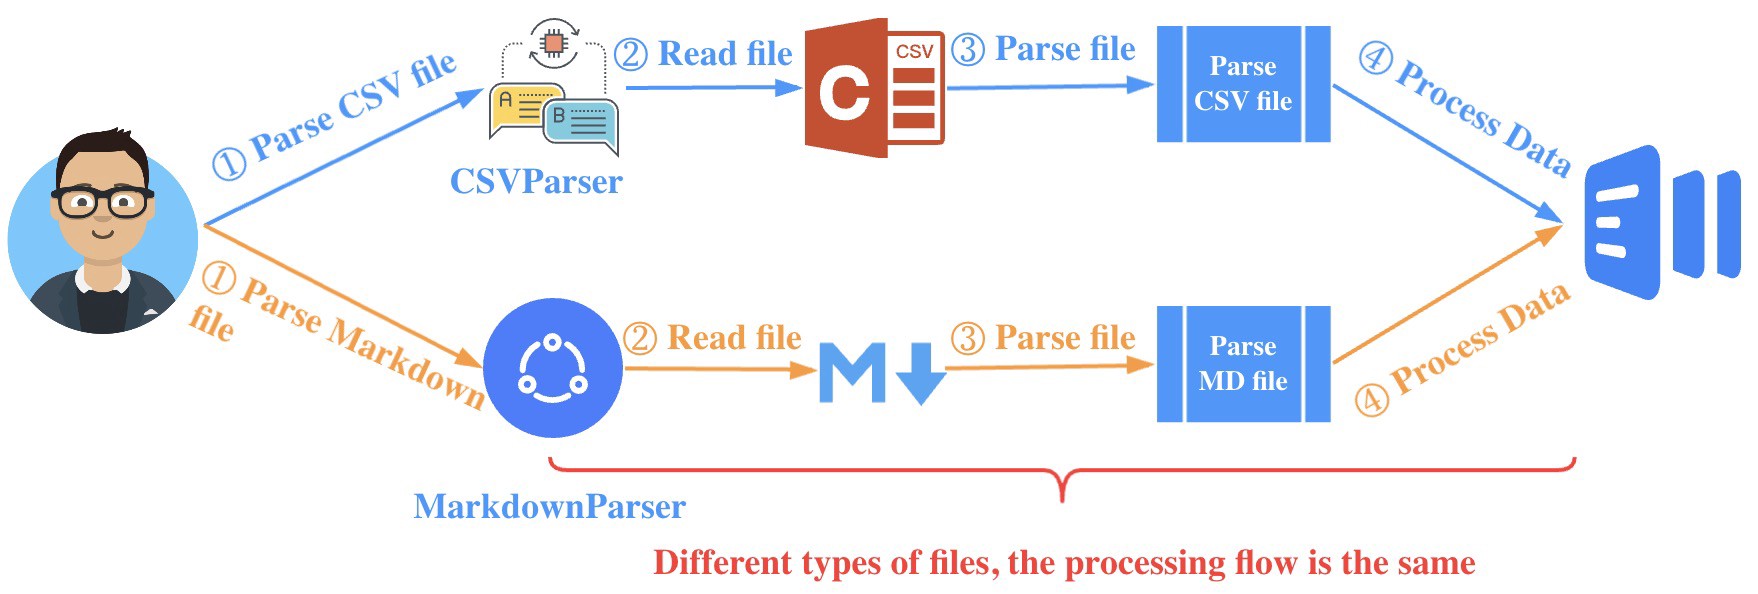 ① Parse CSV file
A
B
CSVParser
② Read file
C
CSV
③ Parse file
Parse
CSV file
④ Process Data
① Parse Markdown
file
MarkdownParser
② Read file
M
③ Parse file
Parse
MD file
④ Process Data
Different types of files, the processing flow is the same